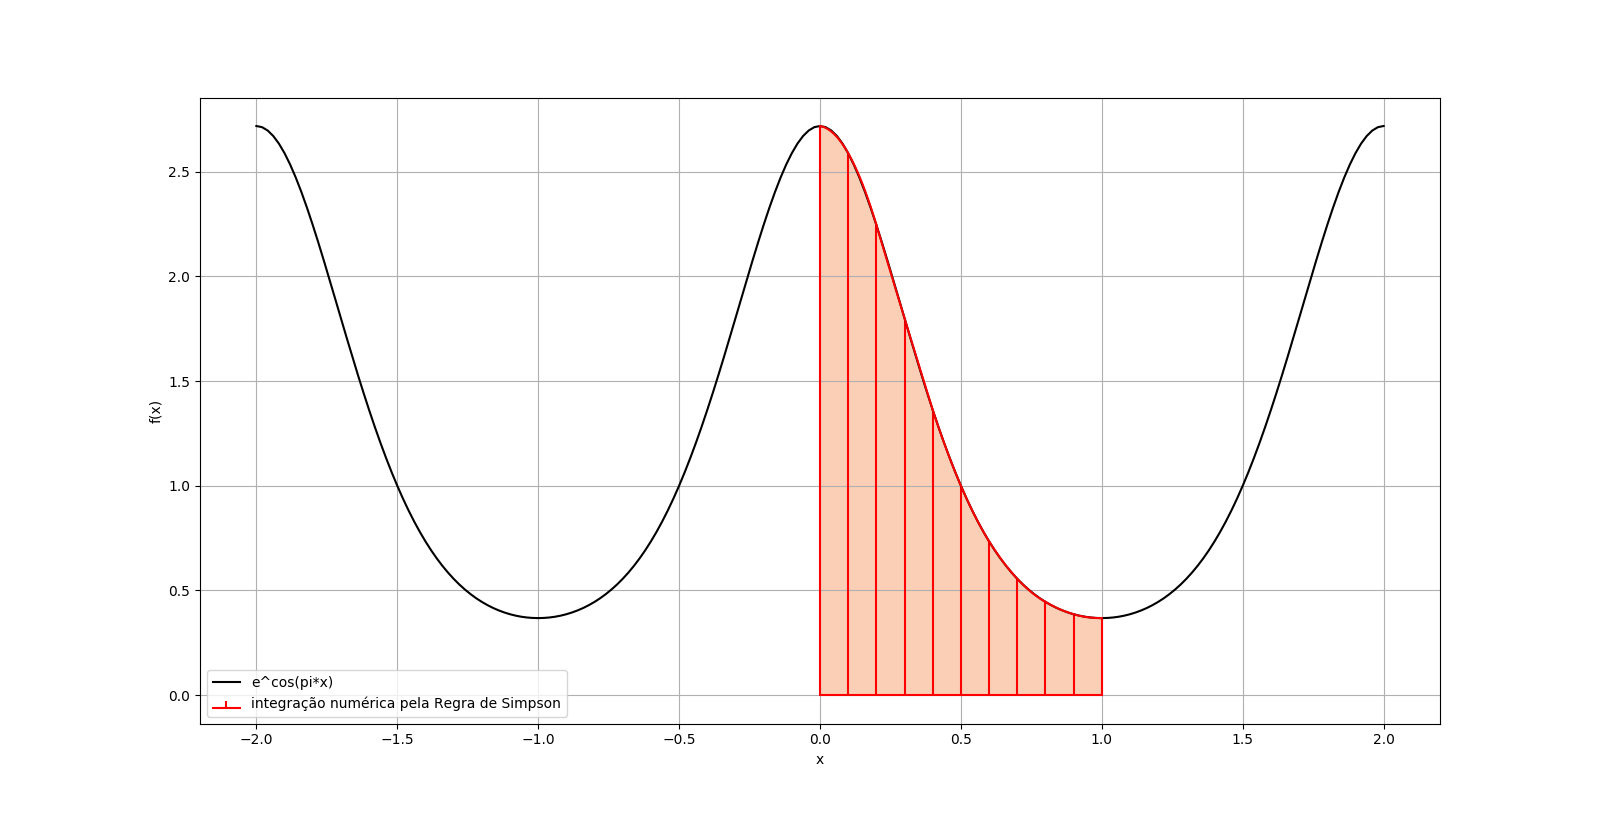 2.5
2.0
1.5
1.0
0.5
0.0
f(x)
e^cos(pi*x)
integração numérica pela Regra de Simpson
−2.0 −1.5 −1.0 −0.5 0.0 0.5 1.0 1.5 2.0
x